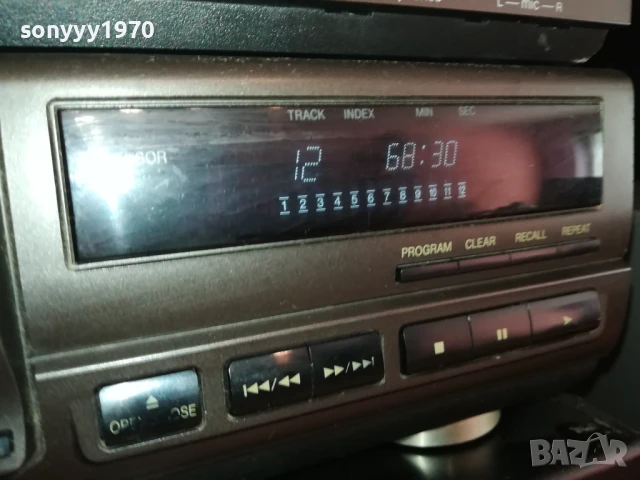 sonyyy1970
L—mic—R
TRACK INDEX MIN SEC
12 68:30
1 2 3 4 5 6 7 8 9 10 11 12
PROGRAM CLEAR RECALL REPEAT
BAZAR